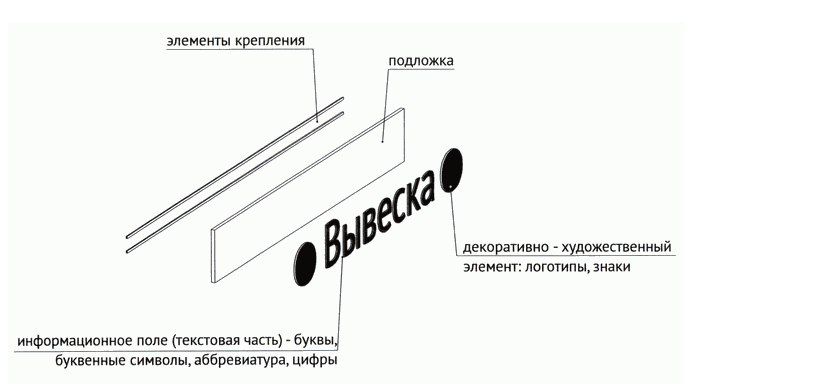 элементы крепления
подложка
Вывеска
декоративно - художественный
элемент: логотипы, знаки
информационное поле (текстовая часть) - буквы,
буквенные символы, аббревиатура, цифры